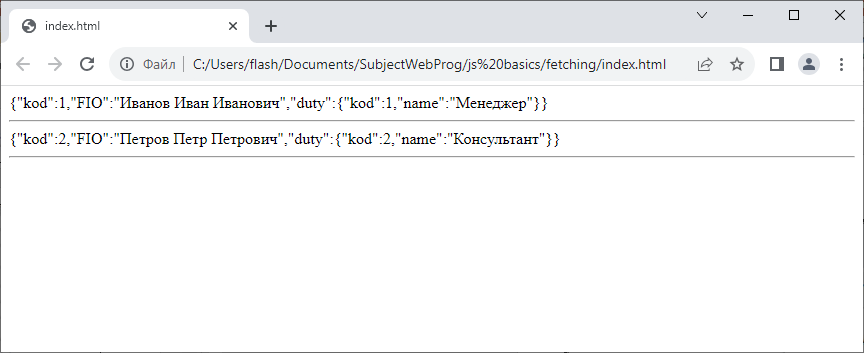 index.html
Файл C:/Users/flash/Documents/SubjectWebProg/js%20basics/fetching/index.html
{"kod":1,"FIO":"Иванов Иван Иванович","duty":{"kod":1,"name":"Менеджер"}}
{"kod":2,"FIO":"Петров Петр Петрович","duty":{"kod":2,"name":"Консультант"}}